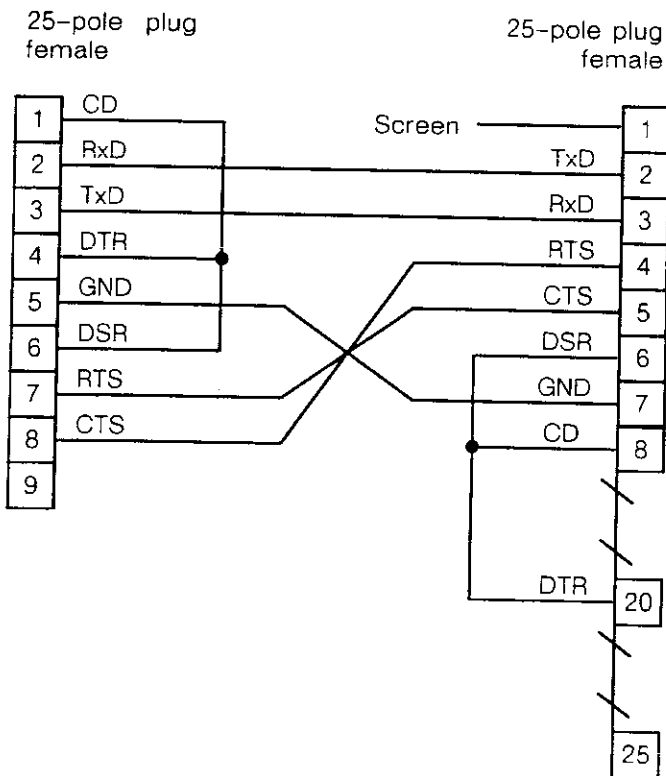 25-pole plug
female
25-pole plug
female
1 CD
2 RxD
3 TxD
4 DTR
5 GND
6 DSR
7 RTS
8 CTS
9
Screen 1
TxD 2
RxD 3
RTS 4
CTS 5
DSR 6
GND 7
CD 8
DTR 20
25